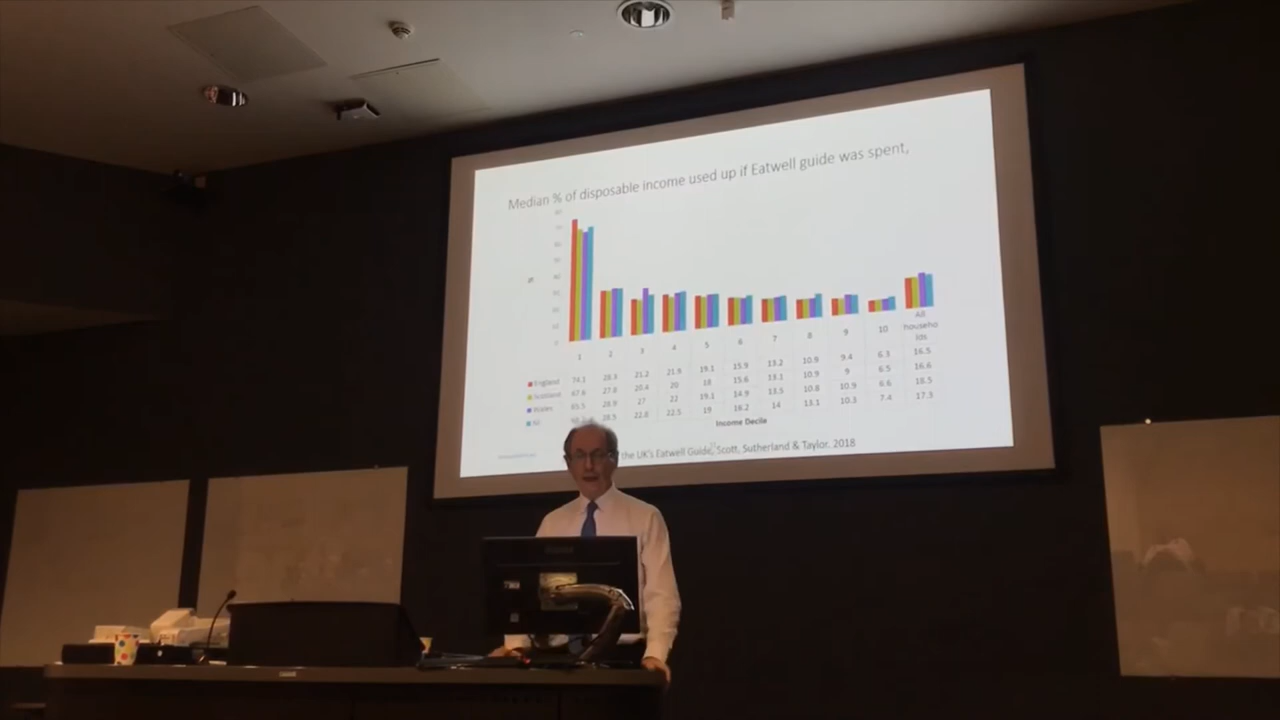 Median % of disposable income used up if Eatwell guide was spent,
%
1 2 3 4 5 6 7 8 9 10 All
househo
lds
England 74.1 28.3 21.2 21.9 19.1 15.9 13.2 10.9 9.4 6.3 16.5
Scotland 67.6 27.8 20.4 20 18 15.6 13.1 10.9 9 6.5 16.6
Wales 65.5 28.9 27 22 19.1 14.9 13.5 10.8 10.9 6.6 18.5
NI 28.5 22.8 22.5 19 16.2 14 13.1 10.3 7.4 17.3
Income Decile
the UK's Eatwell Guide, Scott, Sutherland & Taylor. 2018